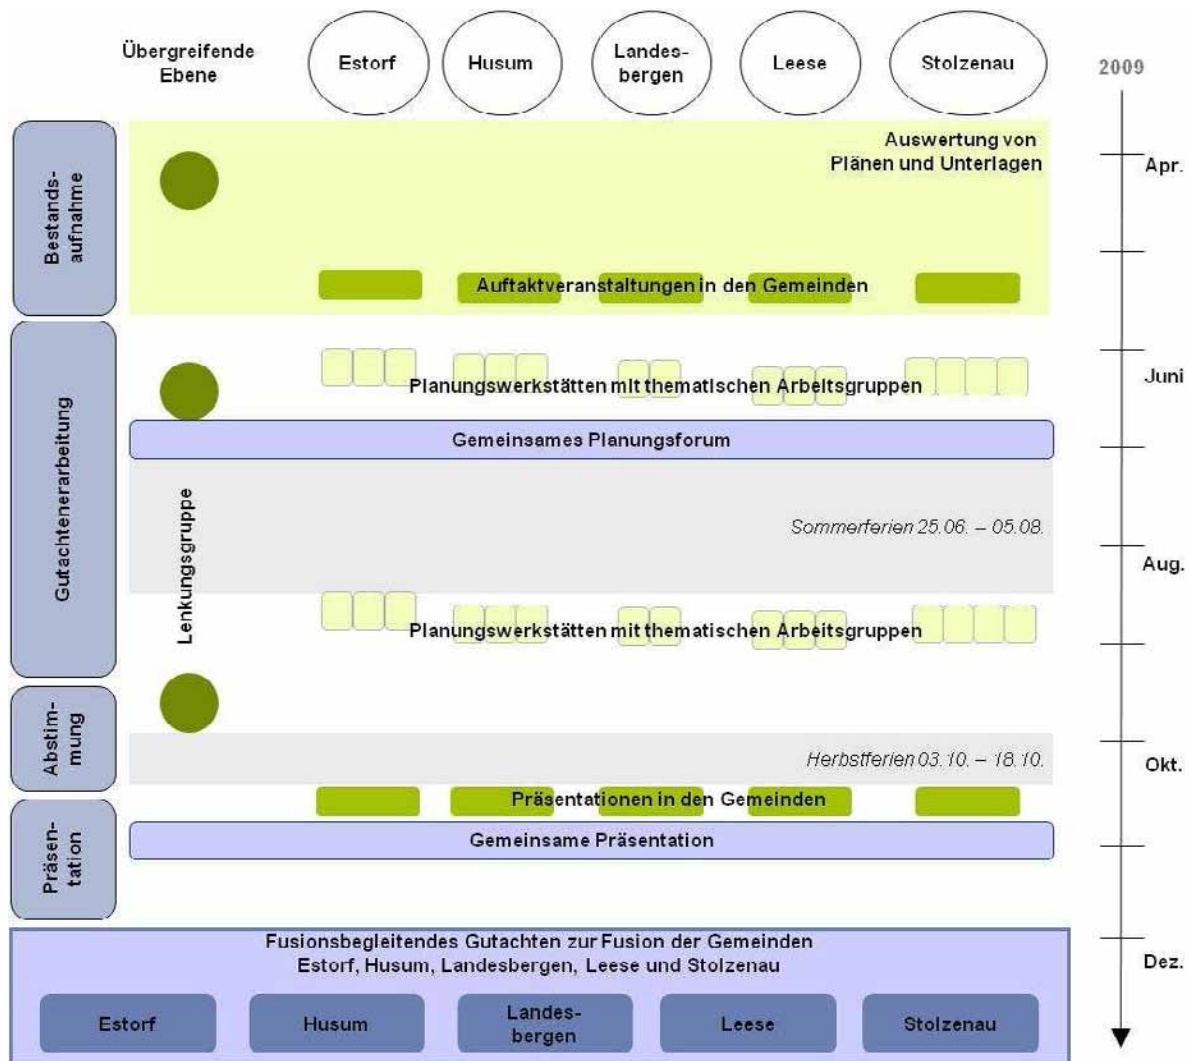 Übergreifende
Ebene
Estorf
Husum
Landes-
bergen
Leese
Stolzenau
2009
Bestands-
aufnahme
Auswertung von
Plänen und Unterlagen
Apr.
Auftaktveranstaltungen in den Gemeinden
Gutachtenerarbeitung
Planungswerkstätten mit thematischen Arbeitsgruppen
Juni
Gemeinsames Planungsforum
Lenkungsgruppe
Sommerferien 25.06. – 05.08.
Aug.
Planungswerkstätten mit thematischen Arbeitsgruppen
Abstim-
mung
Herbstferien 03.10. – 18.10.
Okt.
Präsen-
tation
Präsentationen in den Gemeinden
Gemeinsame Präsentation
Fusionsbegleitendes Gutachten zur Fusion der Gemeinden
Estorf, Husum, Landesbergen, Leese und Stolzenau
Dez.
Estorf
Husum
Landes-
bergen
Leese
Stolzenau